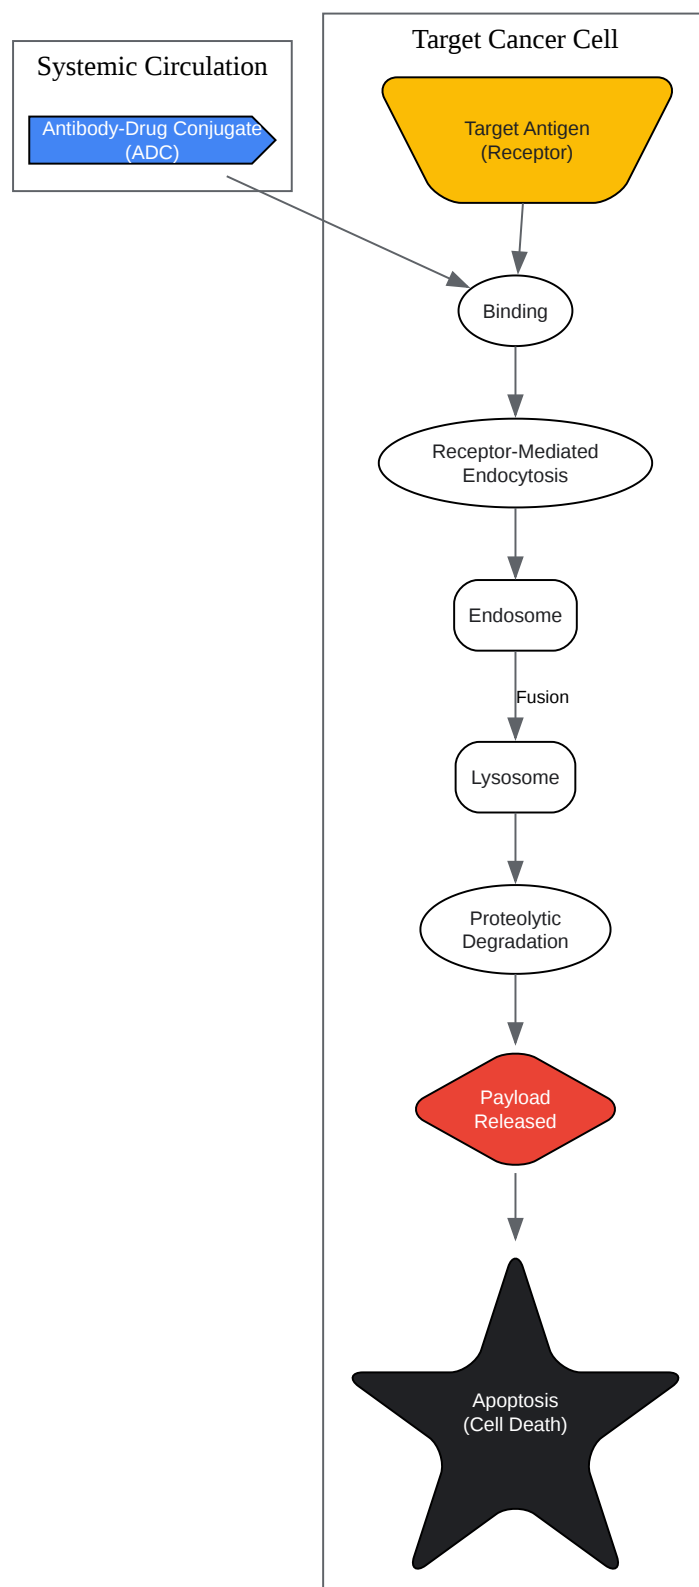 Systemic Circulation
Antibody-Drug Conjugate
(ADC)
Target Cancer Cell
Target Antigen
(Receptor)
Binding
Receptor-Mediated
Endocytosis
Endosome
Fusion
Lysosome
Proteolytic
Degradation
Payload
Released
Apoptosis
(Cell Death)